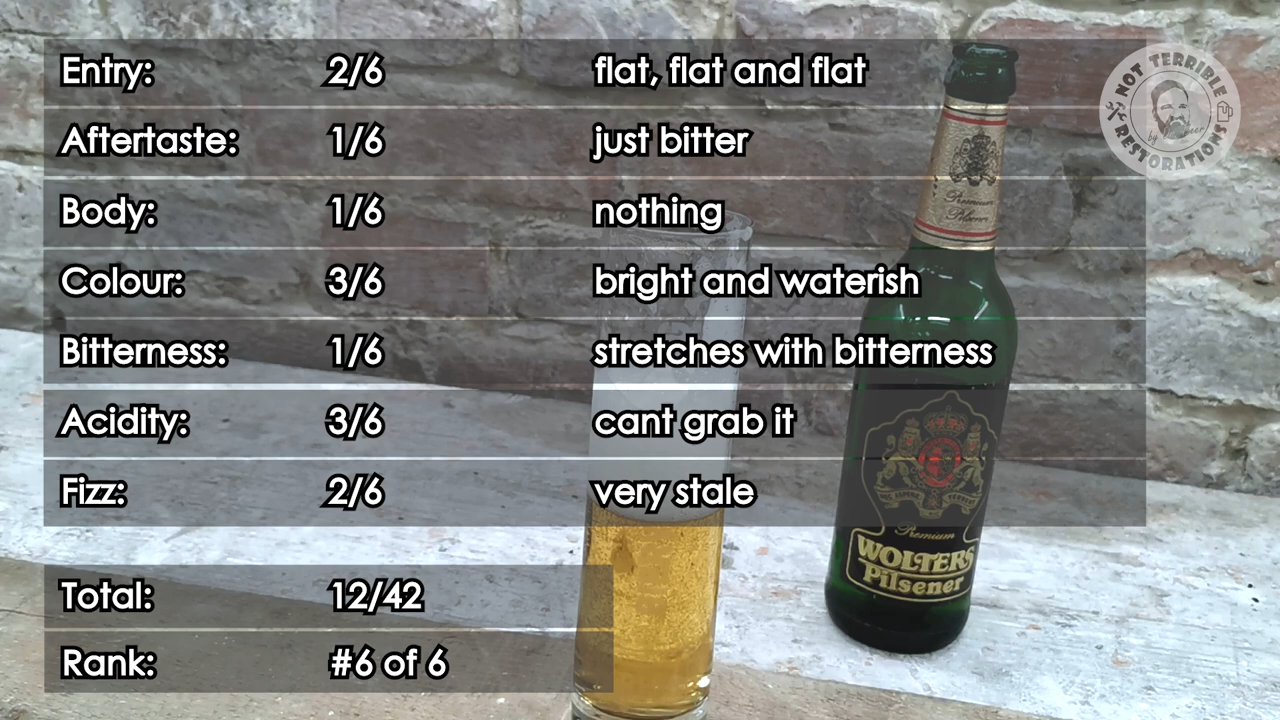 Entry: 2/6 flat, flat and flat
Aftertaste: 1/6 just bitter
Body: 1/6 nothing
Colour: 3/6 bright and waterish
Bitterness: 1/6 stretches with bitterness
Acidity: 3/6 cant grab it
Fizz: 2/6 very stale
Total: 12/42
Rank: #6 of 6
NOT TERRIBLE
RESTORATIONS
Premium
Pilsener
Premium
WOLTERS
Pilsener